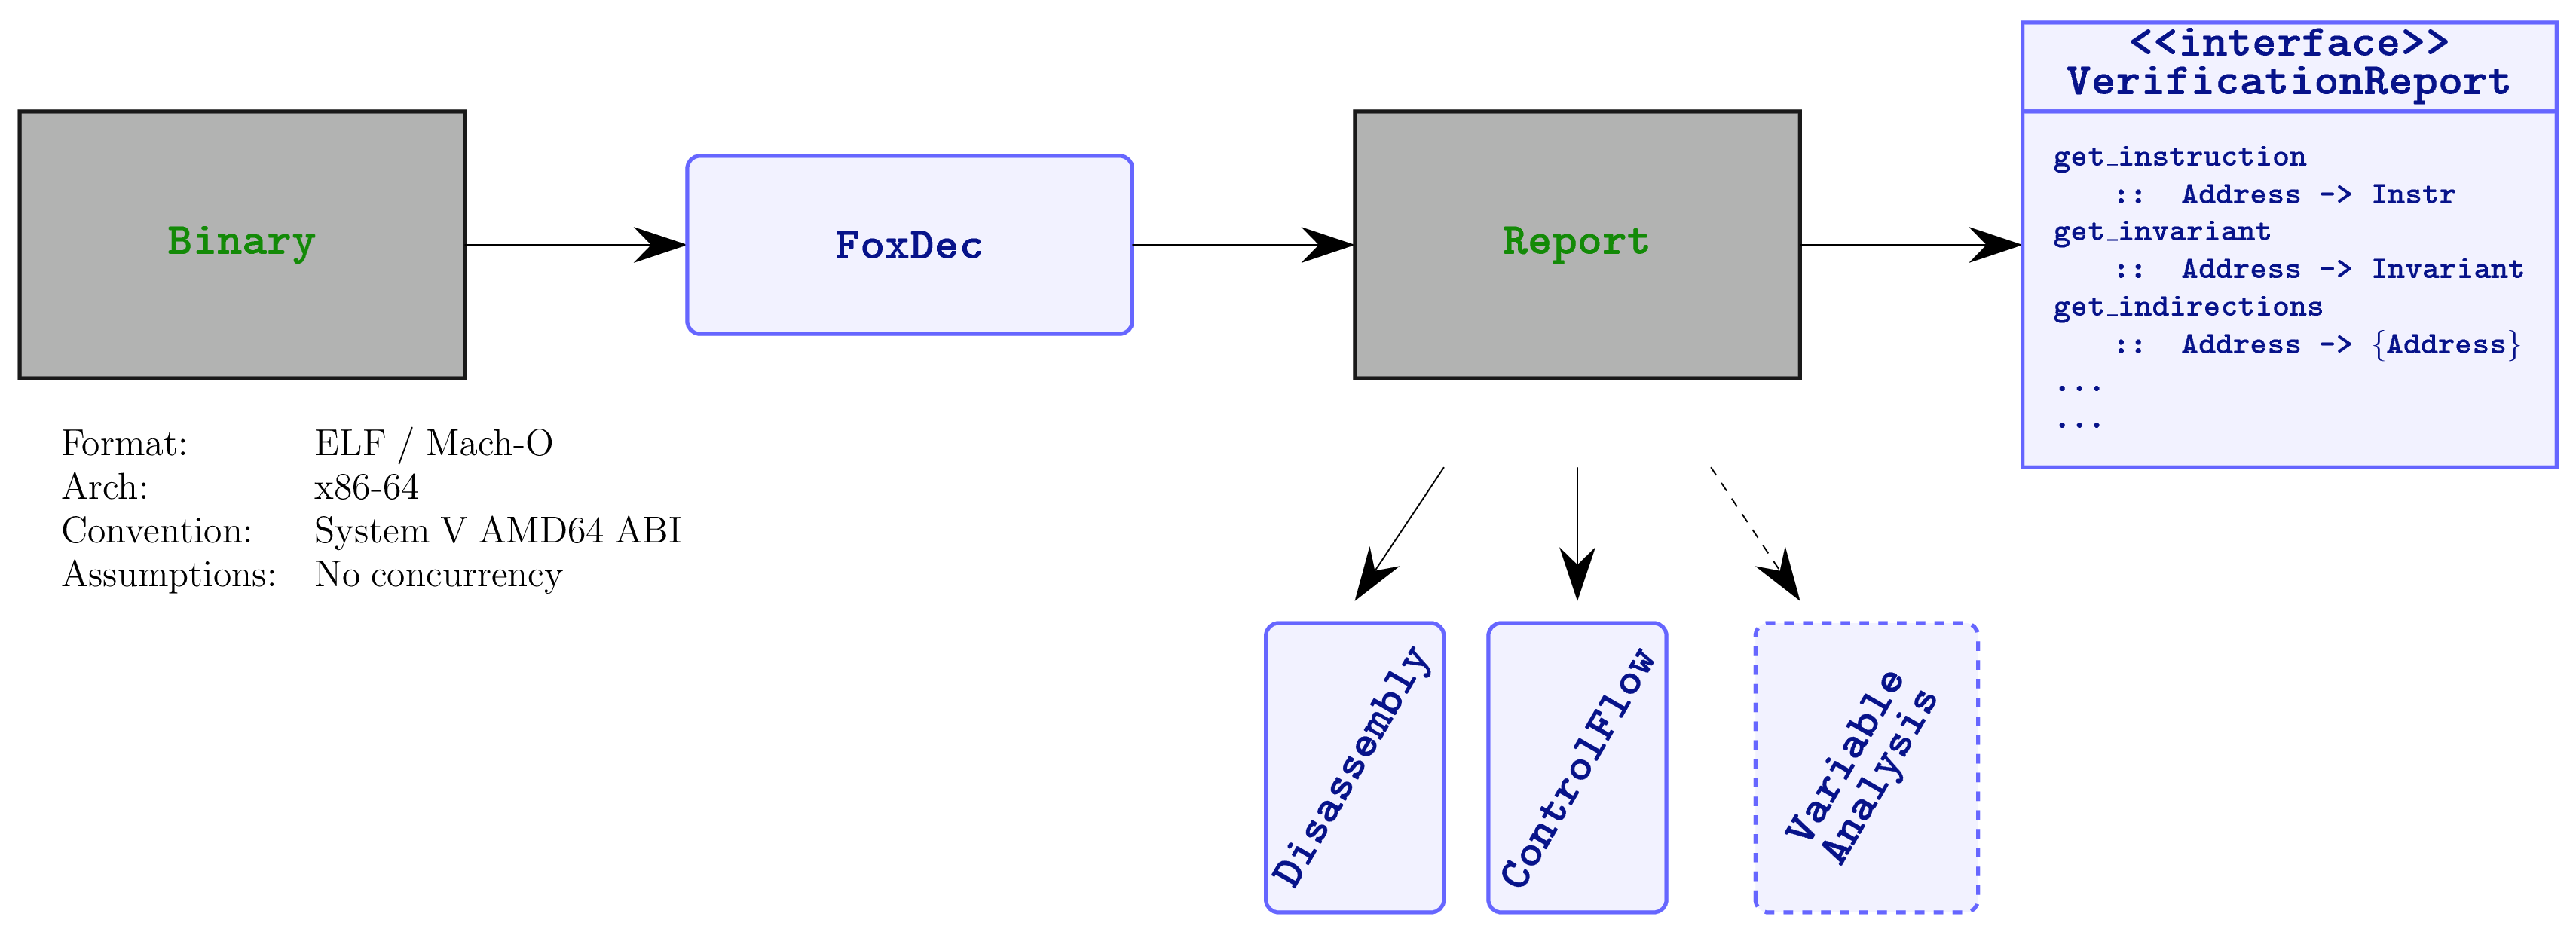 Binary
Format: ELF / Mach-O
Arch: x86-64
Convention: System V AMD64 ABI
Assumptions: No concurrency
FoxDec
Report
Disassembly
ControlFlow
Variable
Analysis
<<interface>>
VerificationReport
get_instruction
:: Address -> Instr
get_invariant
:: Address -> Invariant
get_indirections
:: Address -> {Address}
...
...